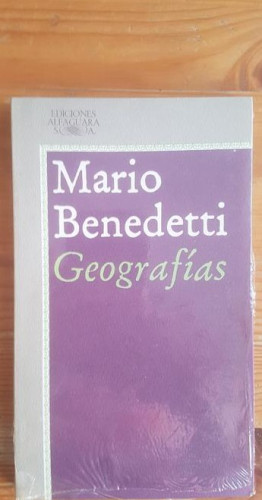 EDICIONES
ALFAGUARA
S. A.
Mario
Benedetti
Geografías